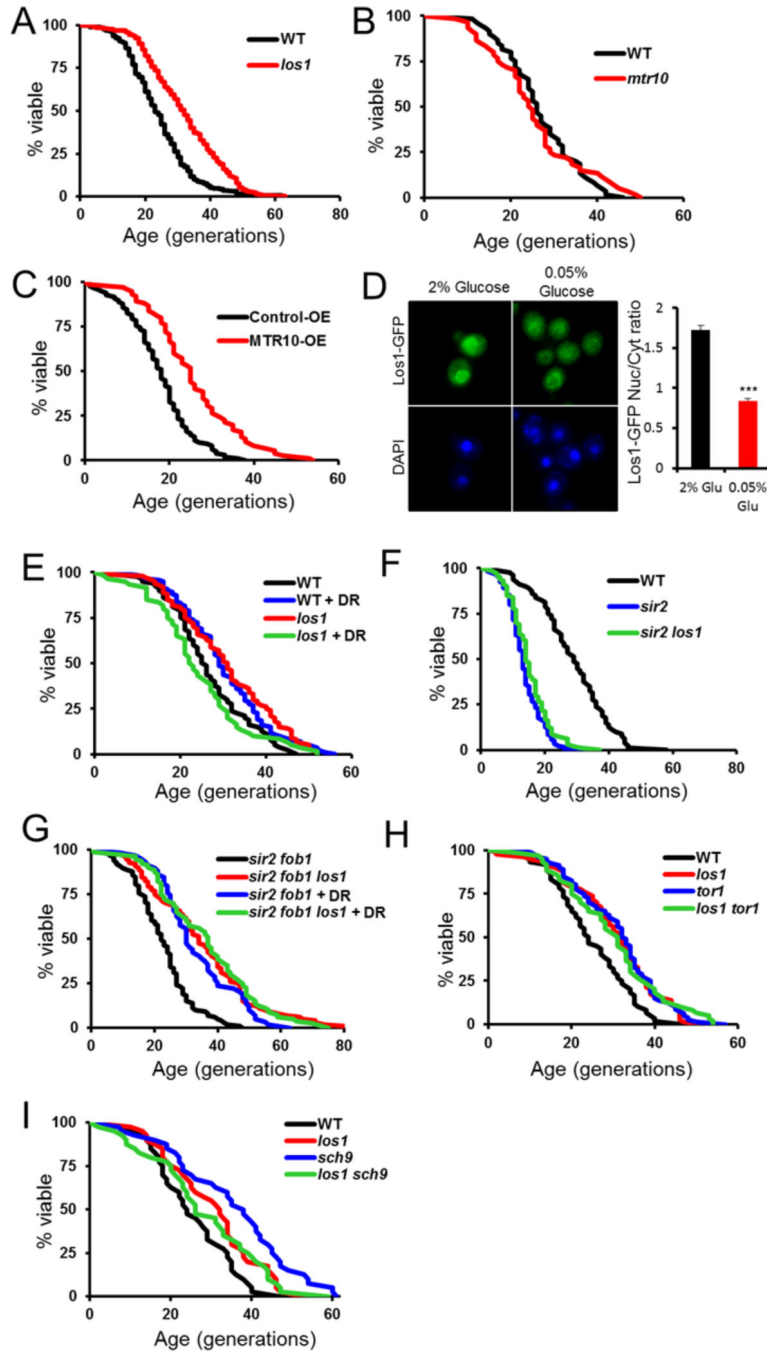 A
WT
los1
% viable
100
75
50
25
0
0 20 40 60 80
Age (generations)
B
WT
mtr10
% viable
100
75
50
25
0
0 20 40 60
Age (generations)
C
Control-OE
MTR10-OE
% viable
100
75
50
25
0
0 20 40 60
Age (generations)
D
2% Glucose
0.05%
Glucose
Los1-GFP
DAPI
Los1-GFP Nuc/Cyt ratio
2
1.5
1
0.5
0
***
2% Glu 0.05%
Glu
E
WT
WT + DR
los1
los1 + DR
% viable
100
75
50
25
0
0 20 40 60
Age (generations)
F
WT
sir2
sir2 los1
% viable
100
75
50
25
0
0 20 40 60 80
Age (generations)
G
sir2 fob1
sir2 fob1 los1
sir2 fob1 + DR
sir2 fob1 los1 + DR
% viable
100
75
50
25
0
0 20 40 60 80
Age (generations)
H
WT
los1
tor1
los1 tor1
% viable
100
75
50
25
0
0 20 40 60
Age (generations)
I
WT
los1
sch9
los1 sch9
% viable
100
75
50
25
0
0 20 40 60
Age (generations)